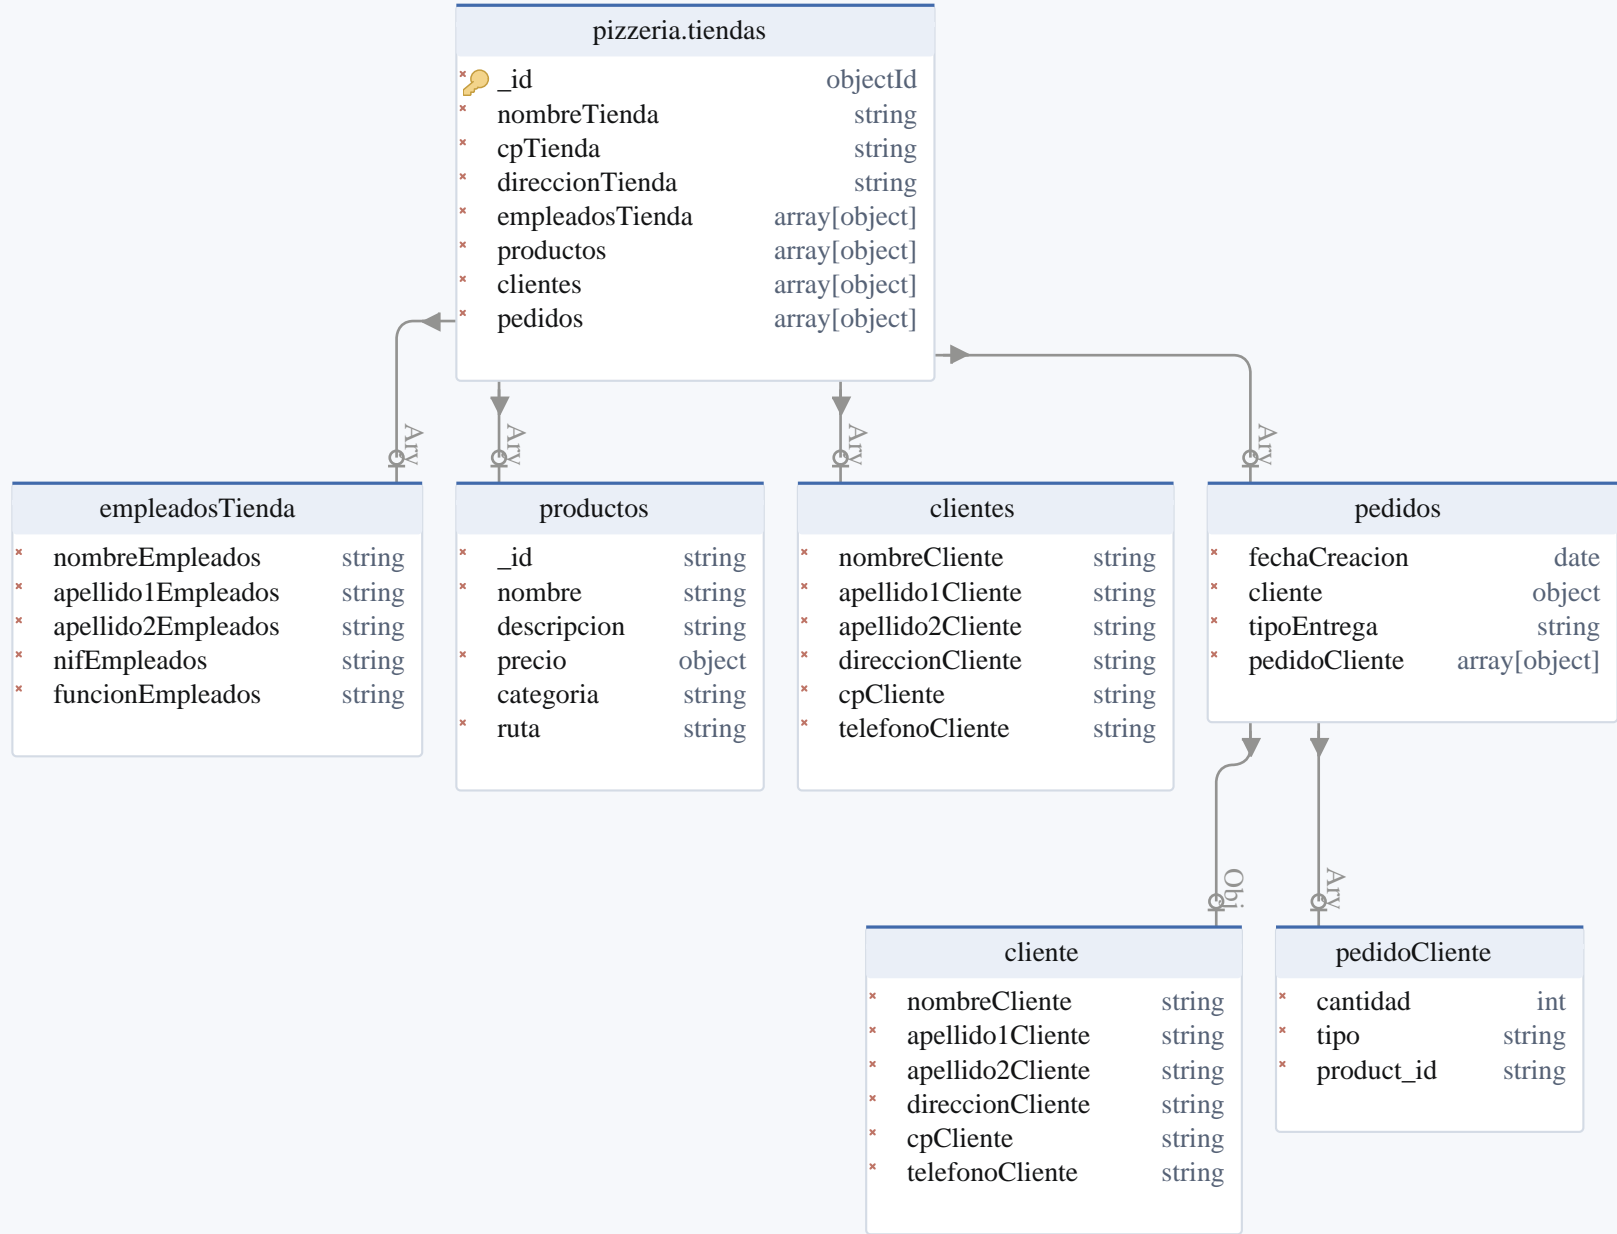 pizzeria.tiendas
_id objectId
nombreTienda string
cpTienda string
direccionTienda string
empleadosTienda array[object]
productos array[object]
clientes array[object]
pedidos array[object]
Ary
Ary
Ary
Ary
empleadosTienda
nombreEmpleados string
apellido1Empleados string
apellido2Empleados string
nifEmpleados string
funcionEmpleados string
productos
_id string
nombre string
descripcion string
precio object
categoria string
ruta string
clientes
nombreCliente string
apellido1Cliente string
apellido2Cliente string
direccionCliente string
cpCliente string
telefonoCliente string
pedidos
fechaCreacion date
cliente object
tipoEntrega string
pedidoCliente array[object]
Obj
Ary
cliente
nombreCliente string
apellido1Cliente string
apellido2Cliente string
direccionCliente string
cpCliente string
telefonoCliente string
pedidoCliente
cantidad int
tipo string
product_id string